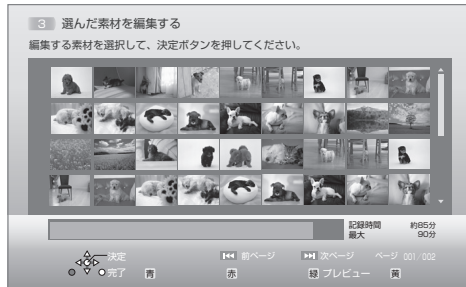 3 選んだ素材を編集する
編集する素材を選択して、決定ボタンを押してください。
記録時間 約85分
最大 90分
決定 前ページ 次ページ ページ 001/002
完了 青 赤 緑 プレビュー 黄